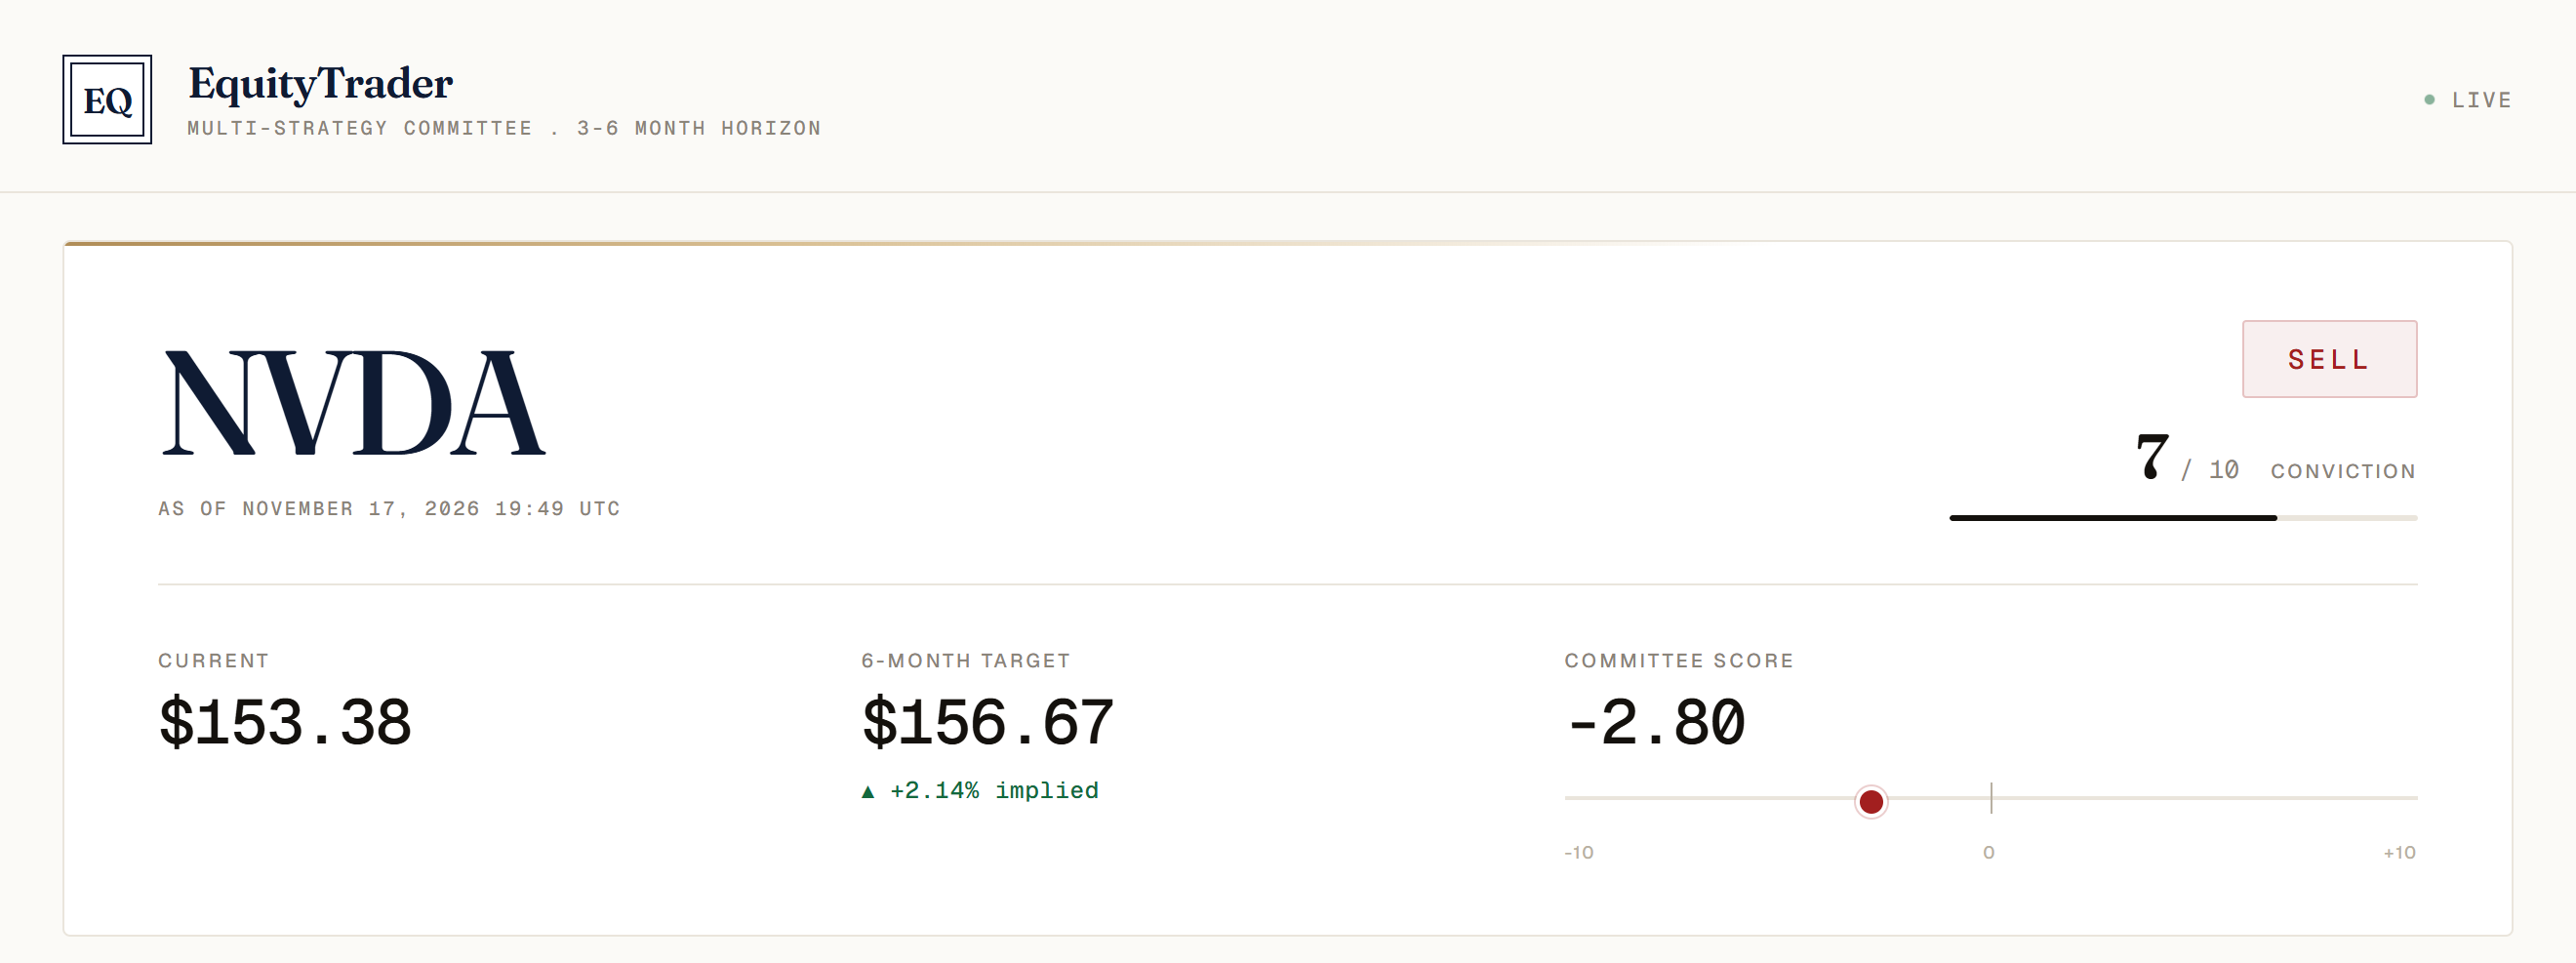 EQ
EquityTrader
MULTI-STRATEGY COMMITTEE . 3-6 MONTH HORIZON
LIVE
NVDA
AS OF NOVEMBER 17, 2026 19:49 UTC
SELL
7 / 10 CONVICTION
CURRENT
$153.38
6-MONTH TARGET
$156.67
▲ +2.14% implied
COMMITTEE SCORE
-2.80
-10 0 +10